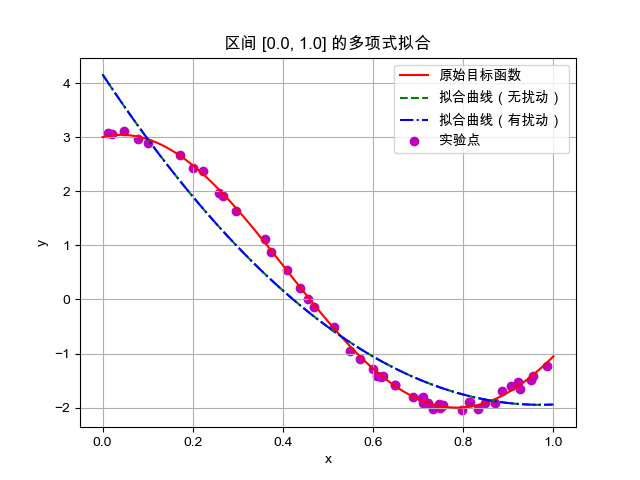 区间 [0.0, 1.0] 的多项式拟合
原始目标函数
拟合曲线（无扰动）
拟合曲线（有扰动）
实验点
y
4
3
2
1
0
−1
−2
0.0 0.2 0.4 0.6 0.8 1.0
x